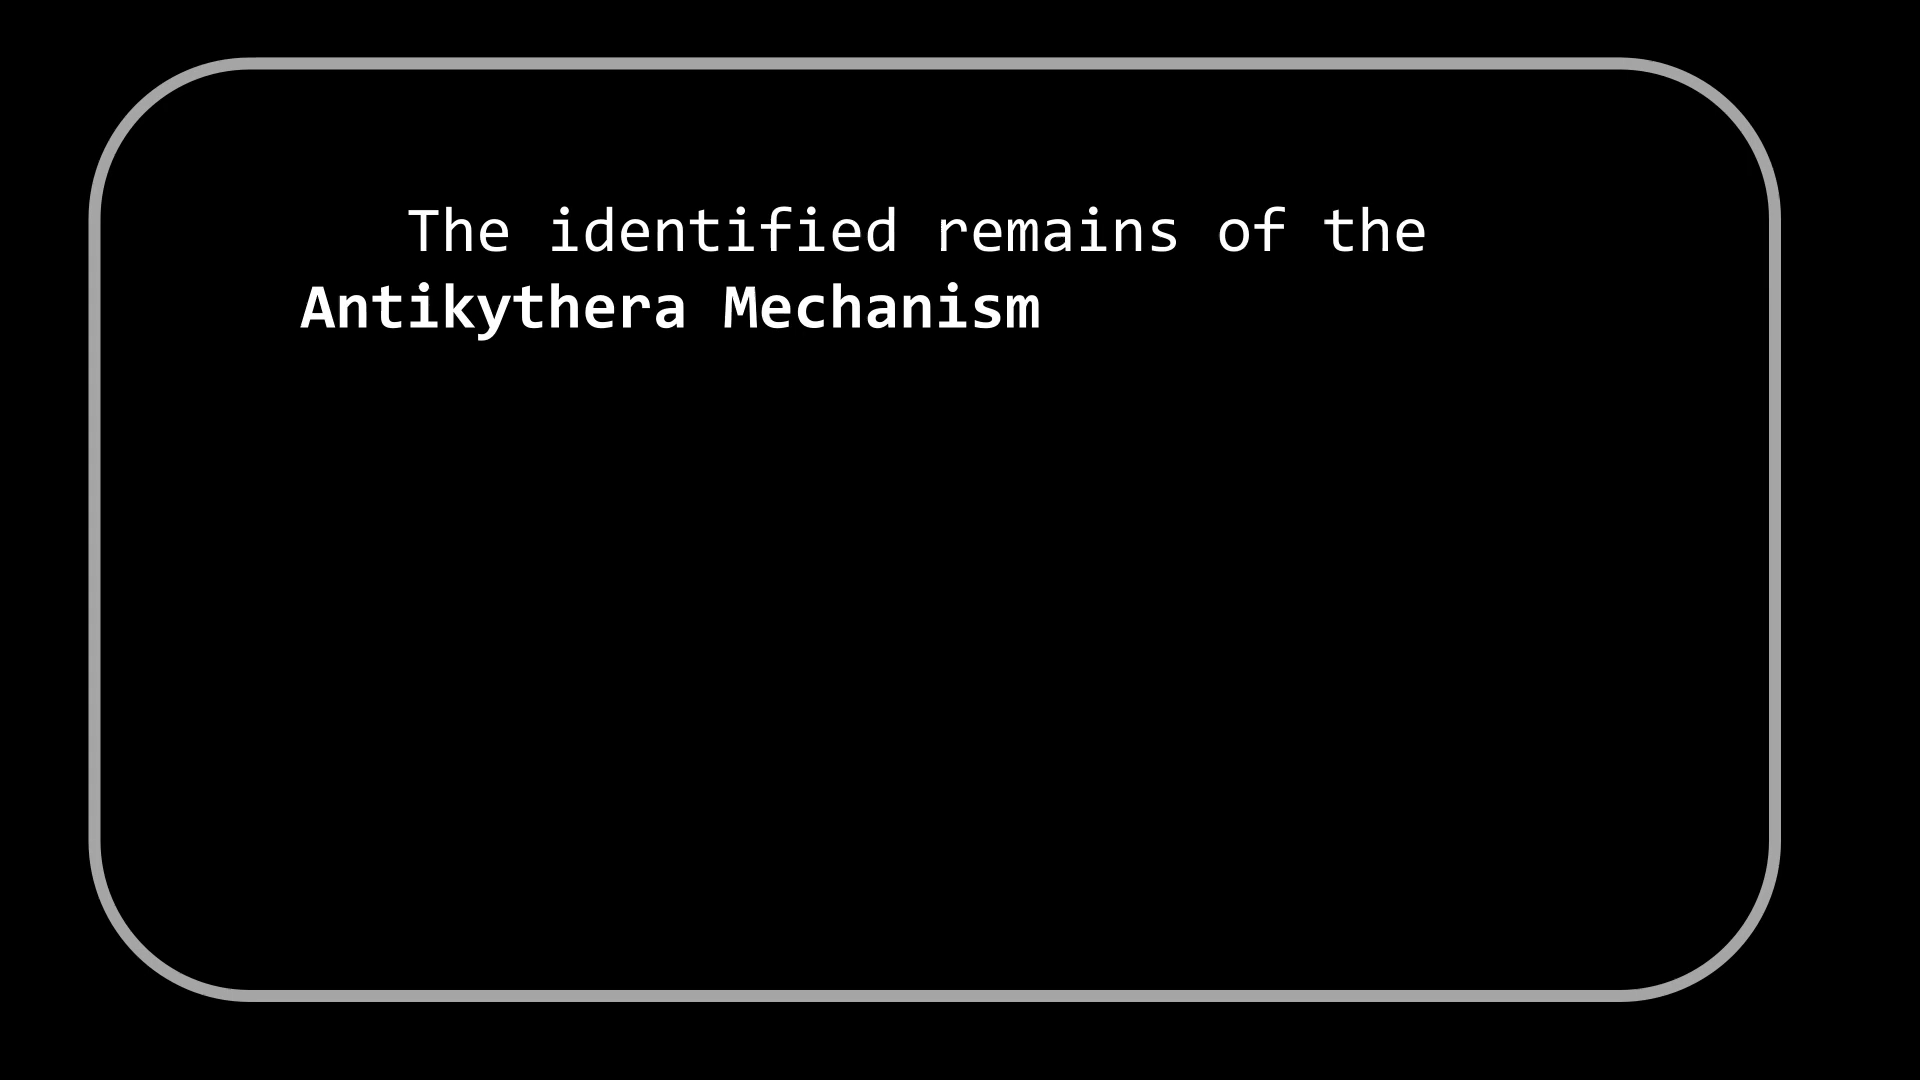 The identified remains of the
Antikythera Mechanism